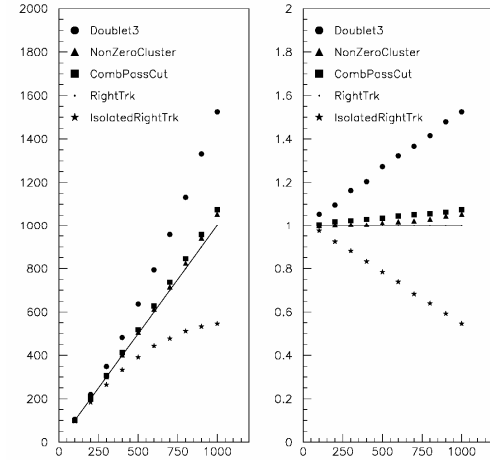 2000
1800
1600
1400
1200
1000
800
600
400
200
0
Doublet3
NonZeroCluster
CombPassCut
RightTrk
IsolatedRightTrk
0 250 500 750 1000
2
1.8
1.6
1.4
1.2
1
0.8
0.6
0.4
0.2
0
Doublet3
NonZeroCluster
CombPassCut
RightTrk
IsolatedRightTrk
0 250 500 750 1000